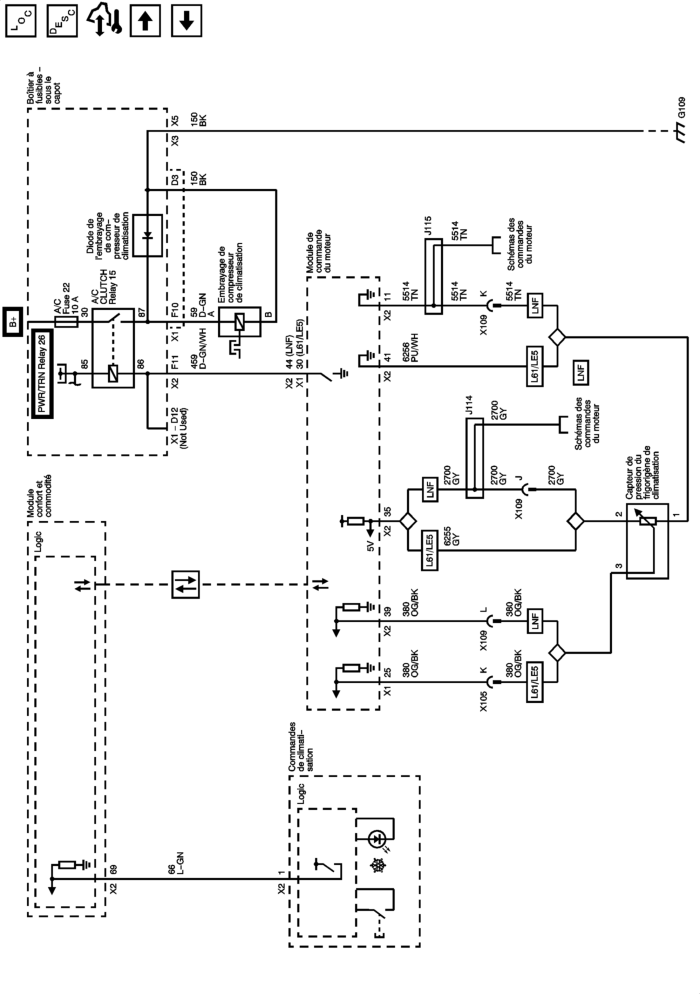 LOC
DESC
Boîtier à
fusibles –
sous le
capot
B+
PWR/TRN Relay 26
A/C
Fuse 22
10 A
30
A/C
CLUTCH
Relay 15
85
86
87
Diode de
l'embrayage
de com–
presseur de
climatisation
X5
X3
150
BK
D3
150
BK
G109
X1 – D12
(Not Used)
F11
X2
459
D–GN/WH
F10
X1
59
D–GN
A
B
Embrayage de
compresseur
de climatisation
Module
confort et
commodité
Logic
69
X2
66
L–GN
1
X2
Commandes
de climati–
sation
Logic
Module de
commande
du moteur
44 (LNF)
30 (L61/LE5)
X2
X1
5V
25
X1
380
OG/BK
K
X105
380
OG/BK
L61/LE5
39
X2
380
OG/BK
L
X109
380
OG/BK
LNF
35
X2
L61/LE5
6255
GY
LNF
2700
GY
J114
2700
GY
2700
GY
J
X109
Schémas des
commandes
du moteur
41
X2
6256
PU/WH
L61/LE5
LNF
11
X2
5514
TN
J115
5514
TN
5514
TN
K
X109
5514
TN
LNF
Schémas des
commandes
du moteur
Capteur de
pression du
frigorigène de
climatisation
3
2
1